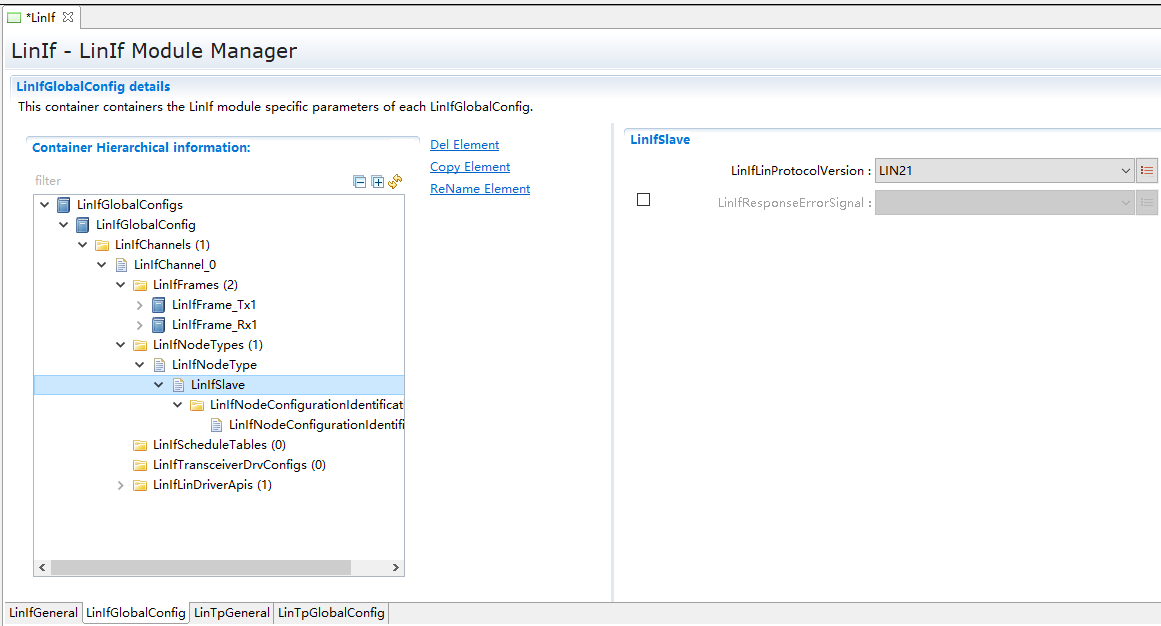 *LinIf
LinIf - LinIf Module Manager
LinIfGlobalConfig details
This container containers the LinIf module specific parameters of each LinIfGlobalConfig.
Container Hierarchical information:
filter
LinIfGlobalConfigs
LinIfGlobalConfig
LinIfChannels (1)
LinIfChannel_0
LinIfFrames (2)
LinIfFrame_Tx1
LinIfFrame_Rx1
LinIfNodeTypes (1)
LinIfNodeType
LinIfSlave
LinIfNodeConfigurationIdentificat
LinIfNodeConfigurationIdentifi
LinIfScheduleTables (0)
LinIfTransceiverDrvConfigs (0)
LinIfLinDriverApis (1)
Del Element
Copy Element
ReName Element
LinIfSlave
LinIfLinProtocolVersion : LIN21
LinIfResponseErrorSignal :
LinIfGeneral LinIfGlobalConfig LinTpGeneral LinTpGlobalConfig